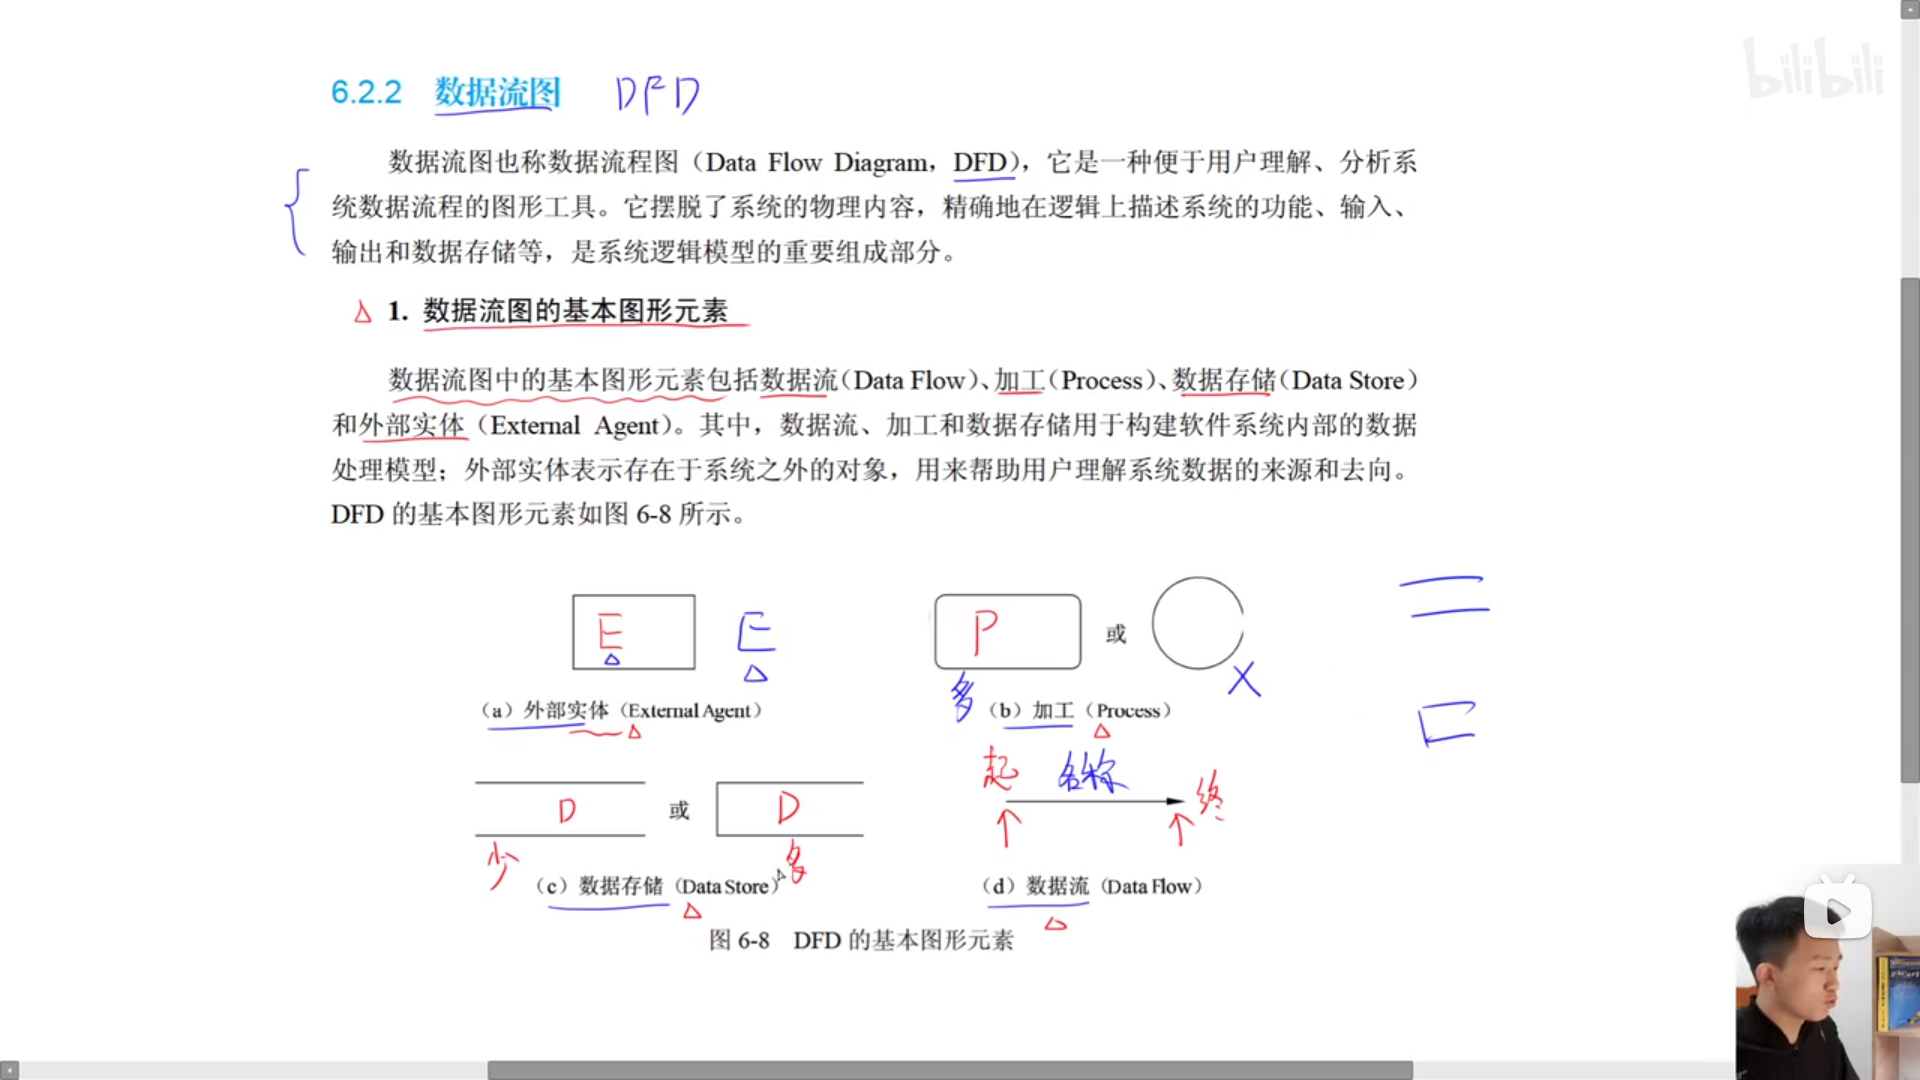 bilibili
6.2.2 数据流图 DFD
数据流图也称数据流程图（Data Flow Diagram，DFD），它是一种便于用户理解、分析系
统数据流程的图形工具。它摆脱了系统的物理内容，精确地在逻辑上描述系统的功能、输入、
输出和数据存储等，是系统逻辑模型的重要组成部分。
1. 数据流图的基本图形元素
数据流图中的基本图形元素包括数据流（Data Flow）、加工（Process）、数据存储（Data Store）
和外部实体（External Agent）。其中，数据流、加工和数据存储用于构建软件系统内部的数据
处理模型；外部实体表示存在于系统之外的对象，用来帮助用户理解系统数据的来源和去向。
DFD 的基本图形元素如图 6-8 所示。
E E P 或
多
（a）外部实体（External Agent） （b）加工（Process）
起 名称 终
D 或 D
少 多
（c）数据存储（Data Store） （d）数据流（Data Flow）
图 6-8 DFD 的基本图形元素